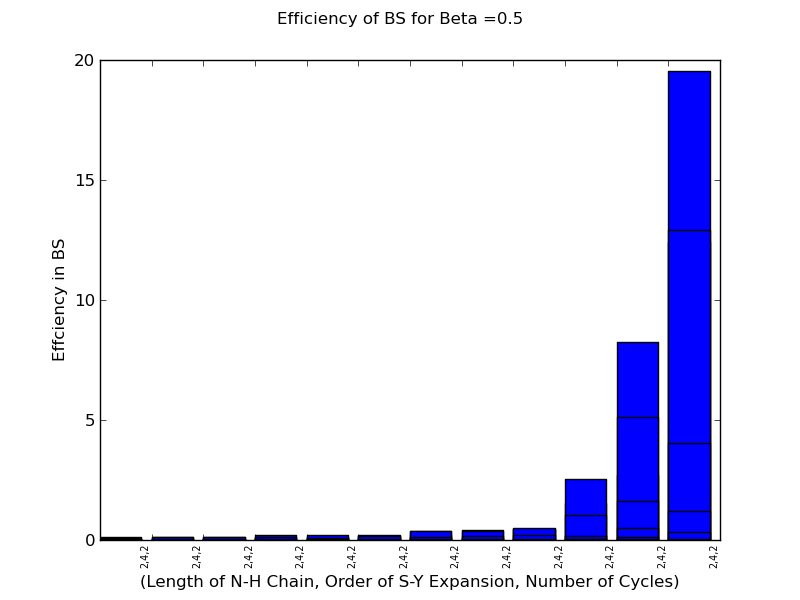 Efficiency of BS for Beta =0.5
20
15
10
5
0
Effciency in BS
2,4,2 2,4,2 2,4,2 2,4,2 2,4,2 2,4,2 2,4,2 2,4,2 2,4,2 2,4,2 2,4,2 2,4,2
(Length of N-H Chain, Order of S-Y Expansion, Number of Cycles)